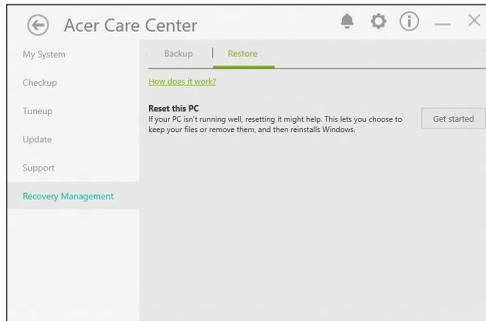 Acer Care Center
My System
Checkup
Tuneup
Update
Support
Recovery Management
Backup | Restore
How does it work?
Reset this PC
If your PC isn't running well, resetting it might help. This lets you choose to
keep your files or remove them, and then reinstalls Windows.
Get started